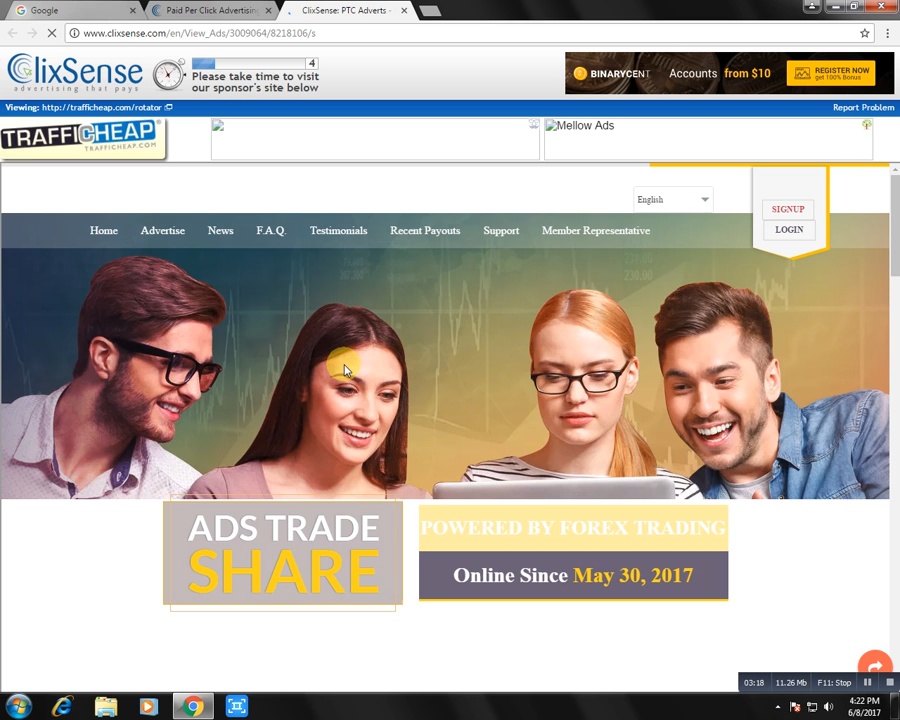 Google
Paid Per Click Advertising
ClixSense: PTC Adverts -
www.clixsense.com/en/View_Ads/3009064/8218106/s
ClixSense
advertising that pays
4
Please take time to visit
our sponsor's site below
BINARYCENT
Accounts from $10
REGISTER NOW
get 100% Bonus
Viewing: http://trafficheap.com/rotator
Report Problem
TRAFFICHEAP
TRAFFICHEAP.COM
Mellow Ads
English
SIGNUP
LOGIN
Home
Advertise
News
F.A.Q.
Testimonials
Recent Payouts
Support
Member Representative
ADS TRADE
SHARE
POWERED BY FOREX TRADING
Online Since May 30, 2017
03:18
11.26 Mb
F11: Stop
4:22 PM
6/8/2017